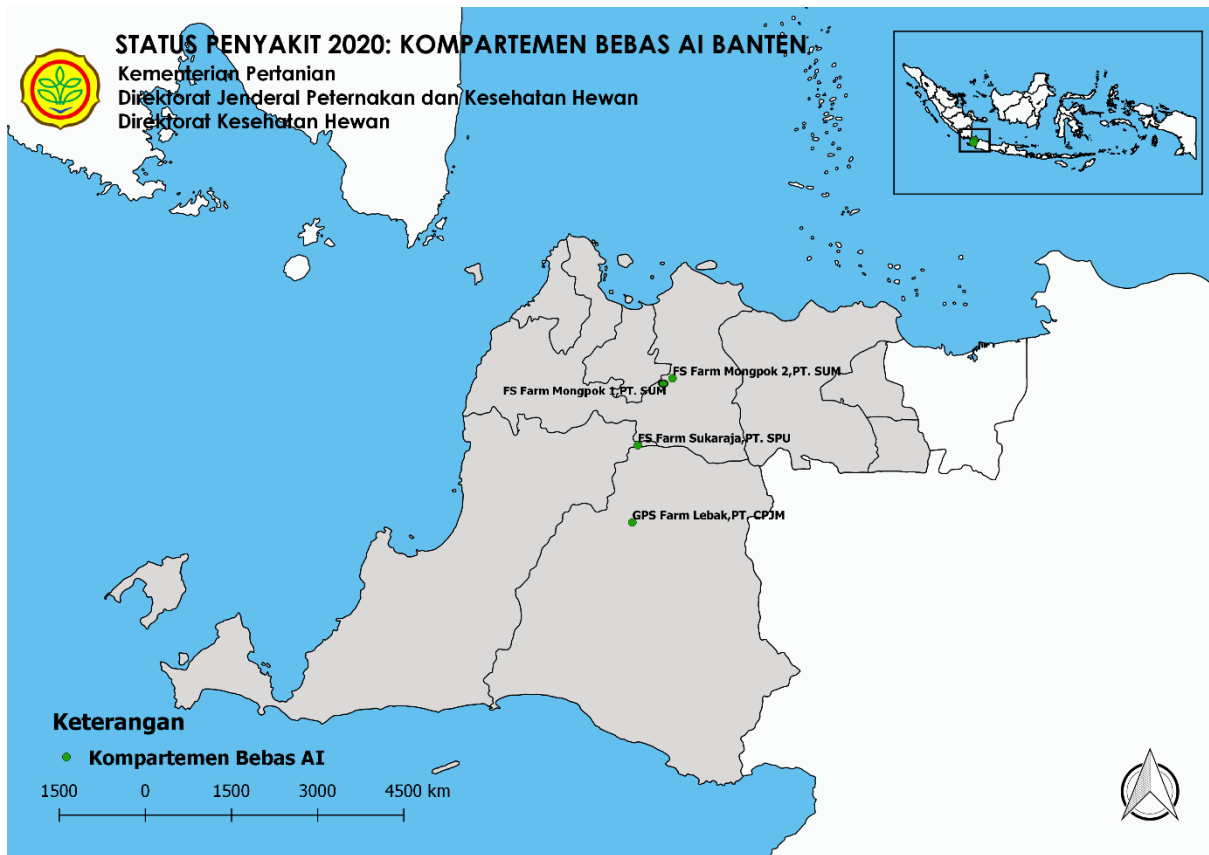 STATUS PENYAKIT 2020: KOMPARTEMEN BEBAS AI BANTEN
Kementerian Pertanian
Direktorat Jenderal Peternakan dan Kesehatan Hewan
Direktorat Kesehatan Hewan
FS Farm Mongpok 2,PT. SUM
FS Farm Mongpok 1,PT. SUM
FS Farm Sukaraja,PT. SPU
GPS Farm Lebak,PT. CPJM
Keterangan
Kompartemen Bebas AI
1500 0 1500 3000 4500 km